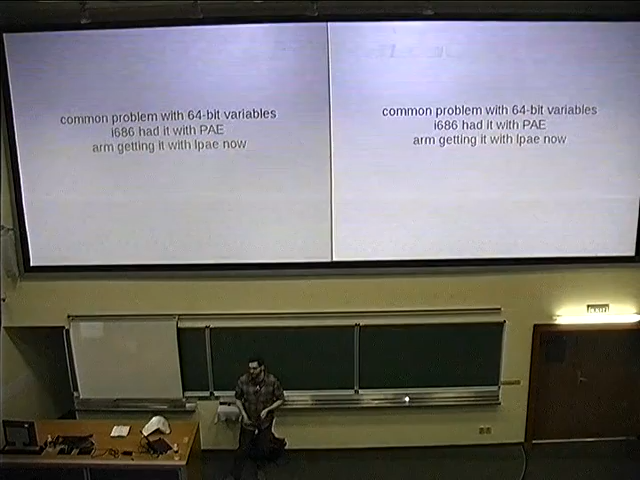 common problem with 64-bit variables
i686 had it with PAE
arm getting it with lpae now
common problem with 64-bit variables
i686 had it with PAE
arm getting it with lpae now